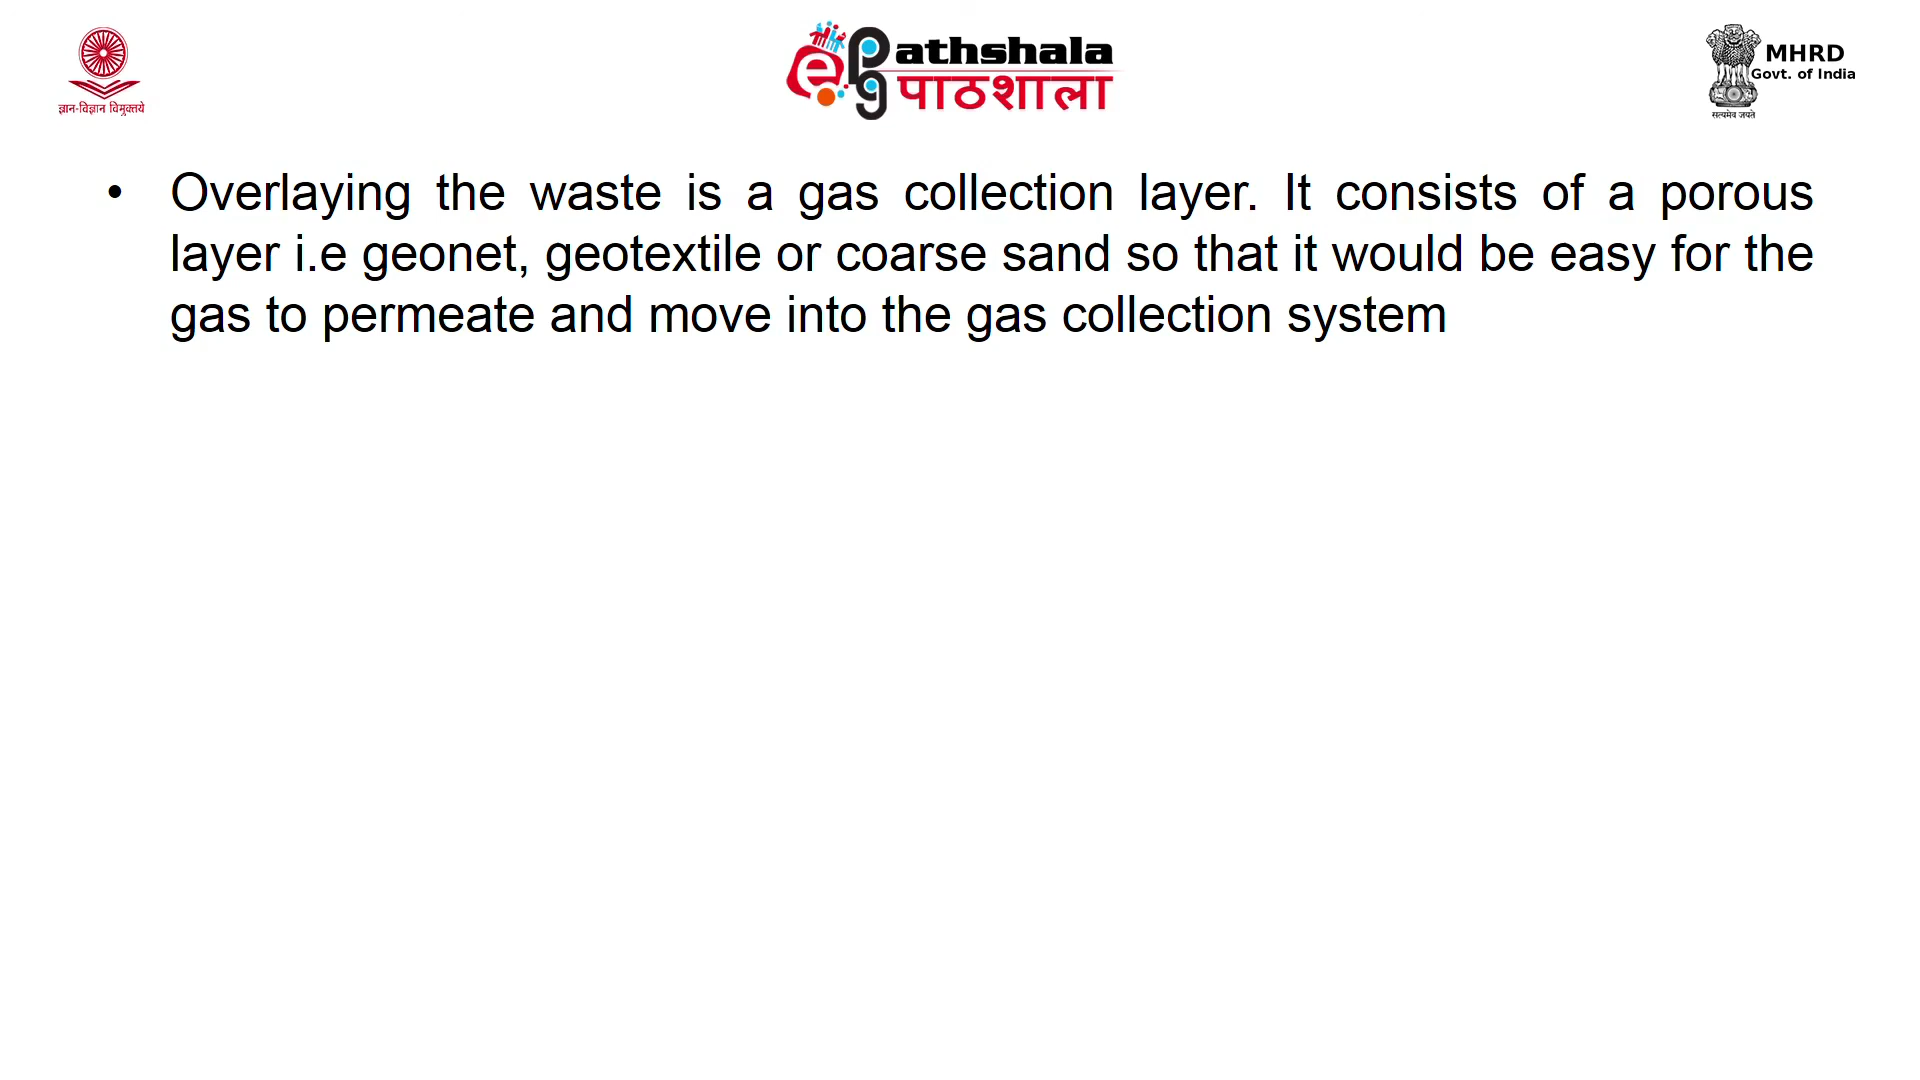 ज्ञान-विज्ञान विमुक्तये
e PG athshala
पाठशाला
MHRD
Govt. of India
सत्यमेव जयते
• Overlaying the waste is a gas collection layer. It consists of a porous
layer i.e geonet, geotextile or coarse sand so that it would be easy for the
gas to permeate and move into the gas collection system